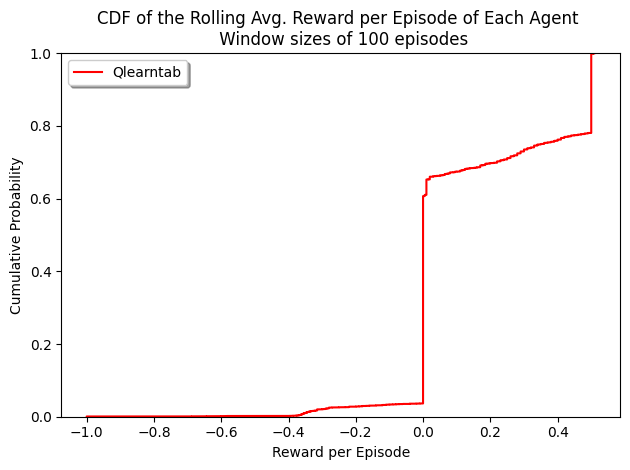 CDF of the Rolling Avg. Reward per Episode of Each Agent
Window sizes of 100 episodes
Qlearntab
Cumulative Probability
1.0
0.8
0.6
0.4
0.2
0.0
−1.0 −0.8 −0.6 −0.4 −0.2 0.0 0.2 0.4
Reward per Episode